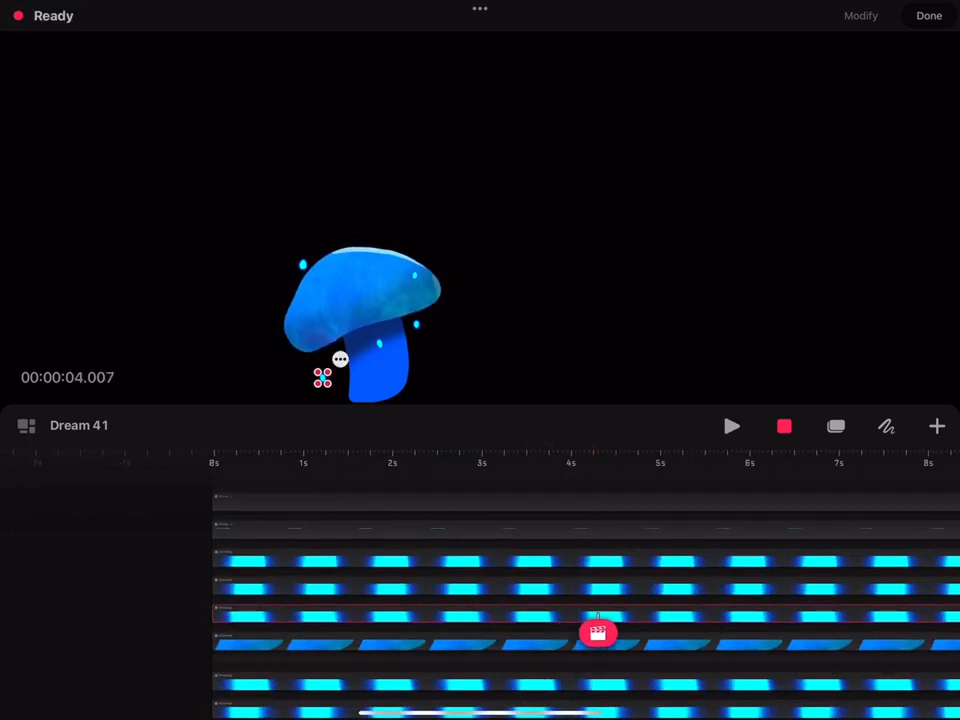 Ready
Modify
Done
00:00:04.007
Dream 41
0s
1s
2s
3s
4s
5s
6s
7s
8s